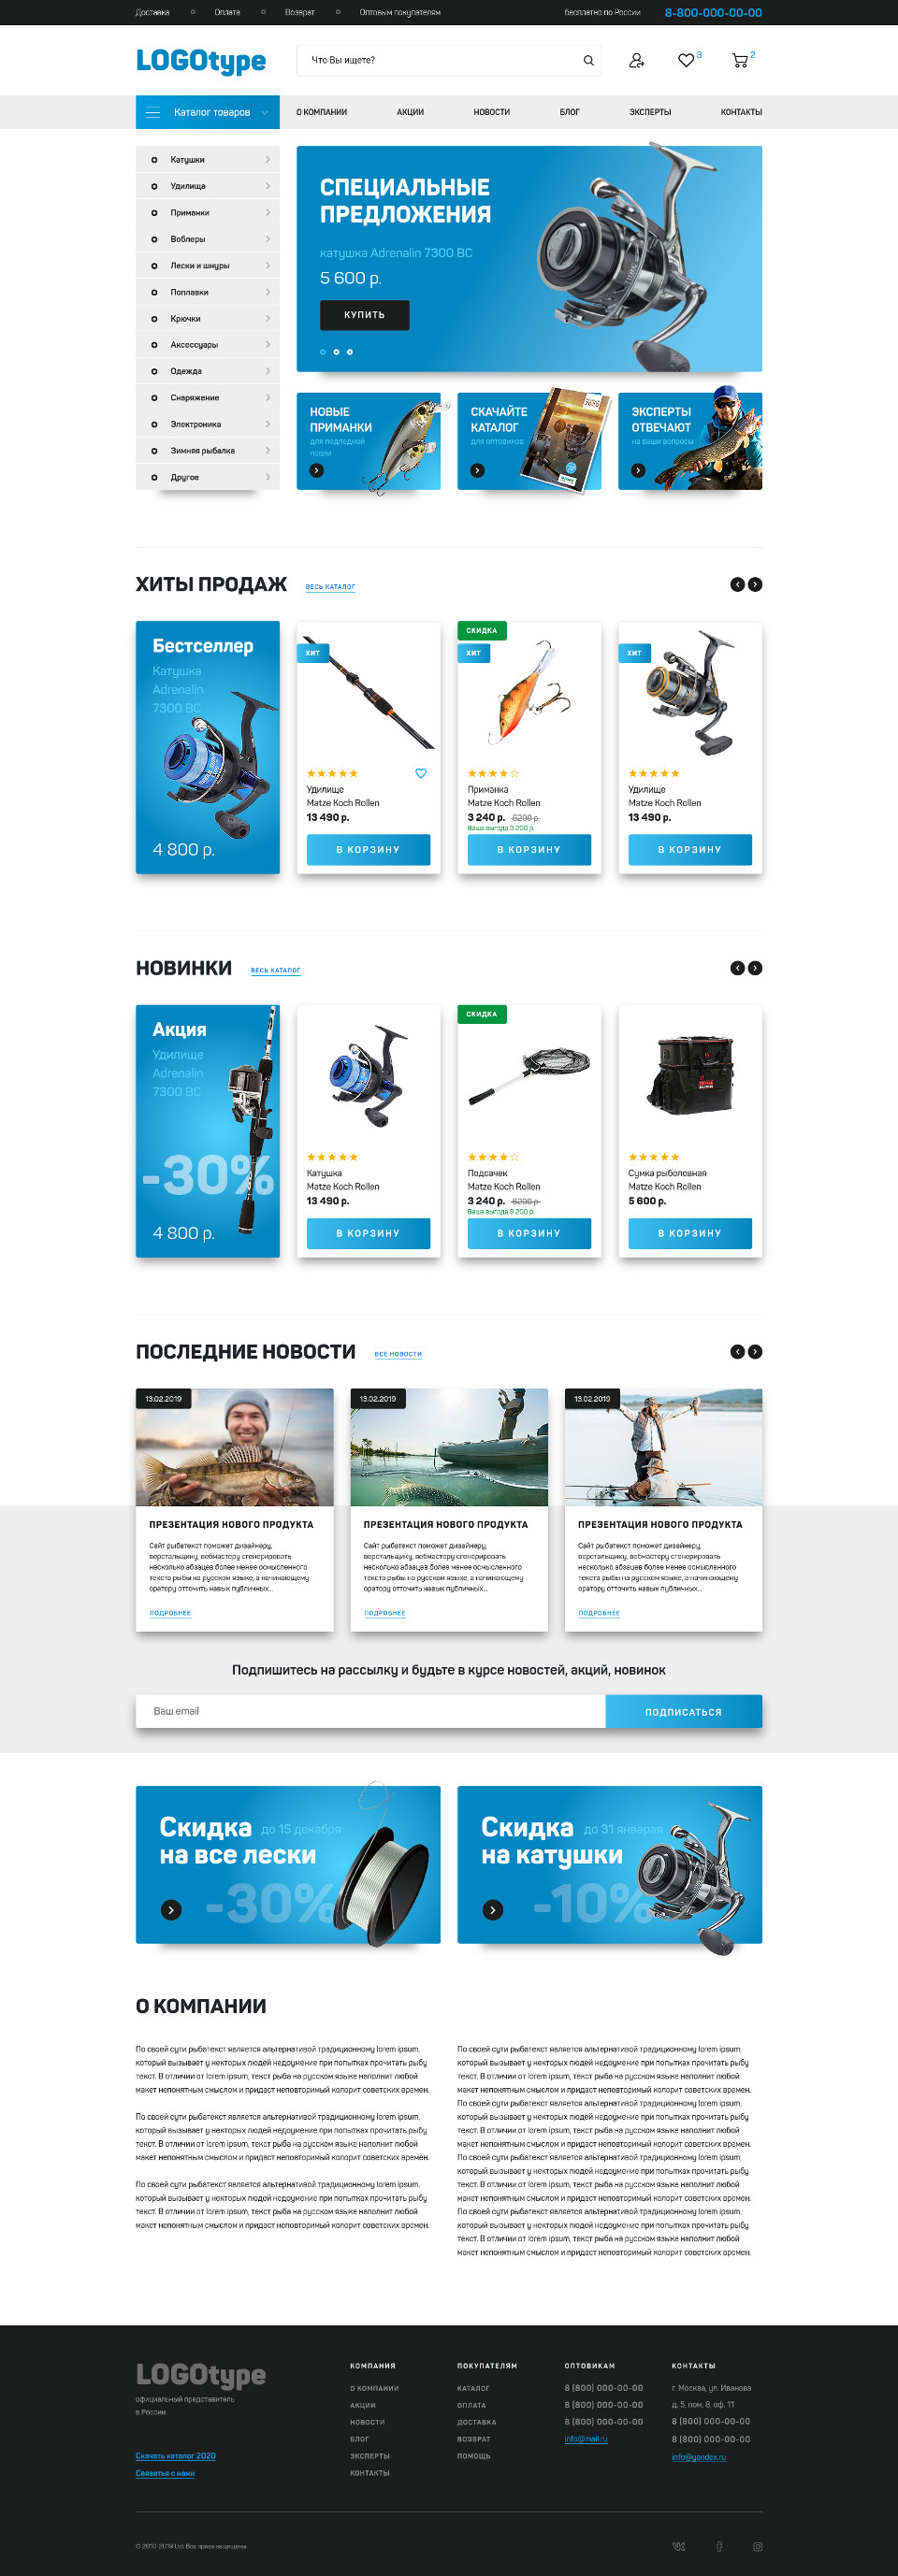 Доставка
Оплата
Возврат
Оптовым покупателям
бесплатно по России
8-800-000-00-00
LOGOtype
Что Вы ищете?
3
2
Каталог товаров
О КОМПАНИИ
АКЦИИ
НОВОСТИ
БЛОГ
ЭКСПЕРТЫ
КОНТАКТЫ
Катушки
Удилища
Приманки
Воблеры
Лески и шнуры
Поплавки
Крючки
Аксессуары
Одежда
Снаряжение
Электроника
Зимняя рыбалка
Другое
СПЕЦИАЛЬНЫЕ
ПРЕДЛОЖЕНИЯ
катушка Adrenalin 7300 BC
5 600 р.
КУПИТЬ
НОВЫЕ
ПРИМАНКИ
для подледной
ловли
СКАЧАЙТЕ
КАТАЛОГ
для оптовиков
2020
ЭКСПЕРТЫ
ОТВЕЧАЮТ
на ваши вопросы
ХИТЫ ПРОДАЖ
ВЕСЬ КАТАЛОГ
Бестселлер
Катушка
Adrenalin
7300 BC
4 800 р.
ХИТ
Удилище
Matze Koch Rollen
13 490 р.
В КОРЗИНУ
СКИДКА
ХИТ
Приманка
Matze Koch Rollen
3 240 р. 6200 р.
Ваша выгода 3 200 р.
В КОРЗИНУ
ХИТ
Удилище
Matze Koch Rollen
13 490 р.
В КОРЗИНУ
НОВИНКИ
ВЕСЬ КАТАЛОГ
Акция
Удилище
Adrenalin
7300 BC
-30%
4 800 р.
Катушка
Matze Koch Rollen
13 490 р.
В КОРЗИНУ
СКИДКА
Подсачек
Matze Koch Rollen
3 240 р. 6200 р.
Ваша выгода 3 200 р.
В КОРЗИНУ
Сумка рыболовная
Matze Koch Rollen
5 600 р.
В КОРЗИНУ
ПОСЛЕДНИЕ НОВОСТИ
ВСЕ НОВОСТИ
13.02.2019
ПРЕЗЕНТАЦИЯ НОВОГО ПРОДУКТА
Сайт рыбатекст поможет дизайнеру,
верстальщику, вебмастеру сгенерировать
несколько абзацев более менее осмысленного
текста рыбы на русском языке, а начинающему
оратору отточить навык публичных...
ПОДРОБНЕЕ
13.02.2019
ПРЕЗЕНТАЦИЯ НОВОГО ПРОДУКТА
Сайт рыбатекст поможет дизайнеру,
верстальщику, вебмастеру сгенерировать
несколько абзацев более менее осмысленного
текста рыбы на русском языке, а начинающему
оратору отточить навык публичных...
ПОДРОБНЕЕ
13.02.2019
ПРЕЗЕНТАЦИЯ НОВОГО ПРОДУКТА
Сайт рыбатекст поможет дизайнеру,
верстальщику, вебмастеру сгенерировать
несколько абзацев более менее осмысленного
текста рыбы на русском языке, а начинающему
оратору отточить навык публичных...
ПОДРОБНЕЕ
Подпишитесь на рассылку и будьте в курсе новостей, акций, новинок
Ваш email
ПОДПИСАТЬСЯ
Скидка до 15 декабря
на все лески
-30%
Скидка до 31 января
на катушки
-10%
О КОМПАНИИ
По своей сути рыбатекст является альтернативой традиционному lorem ipsum,
который вызывает у некторых людей недоумение при попытках прочитать рыбу
текст. В отличии от lorem ipsum, текст рыба на русском языке наполнит любой
макет непонятным смыслом и придаст неповторимый колорит советских времен.
По своей сути рыбатекст является альтернативой традиционному lorem ipsum,
который вызывает у некторых людей недоумение при попытках прочитать рыбу
текст. В отличии от lorem ipsum, текст рыба на русском языке наполнит любой
макет непонятным смыслом и придаст неповторимый колорит советских времен.
По своей сути рыбатекст является альтернативой традиционному lorem ipsum,
который вызывает у некторых людей недоумение при попытках прочитать рыбу
текст. В отличии от lorem ipsum, текст рыба на русском языке наполнит любой
макет непонятным смыслом и придаст неповторимый колорит советских времен.
По своей сути рыбатекст является альтернативой традиционному lorem ipsum,
который вызывает у некторых людей недоумение при попытках прочитать рыбу
текст. В отличии от lorem ipsum, текст рыба на русском языке наполнит любой
макет непонятным смыслом и придаст неповторимый колорит советских времен.
По своей сути рыбатекст является альтернативой традиционному lorem ipsum,
который вызывает у некторых людей недоумение при попытках прочитать рыбу
текст. В отличии от lorem ipsum, текст рыба на русском языке наполнит любой
макет непонятным смыслом и придаст неповторимый колорит советских времен.
По своей сути рыбатекст является альтернативой традиционному lorem ipsum,
который вызывает у некторых людей недоумение при попытках прочитать рыбу
текст. В отличии от lorem ipsum, текст рыба на русском языке наполнит любой
макет непонятным смыслом и придаст неповторимый колорит советских времен.
По своей сути рыбатекст является альтернативой традиционному lorem ipsum,
который вызывает у некторых людей недоумение при попытках прочитать рыбу
текст. В отличии от lorem ipsum, текст рыба на русском языке наполнит любой
макет непонятным смыслом и придаст неповторимый колорит советских времен.
LOGOtype
официальный представитель
в России
Скачать каталог 2020
Связаться с нами
КОМПАНИЯ
О КОМПАНИИ
АКЦИИ
НОВОСТИ
БЛОГ
ЭКСПЕРТЫ
КОНТАКТЫ
ПОКУПАТЕЛЯМ
КАТАЛОГ
ОПЛАТА
ДОСТАВКА
ВОЗВРАТ
ПОМОЩЬ
ОПТОВИКАМ
8 (800) 000-00-00
8 (800) 000-00-00
8 (800) 000-00-00
info@mail.ru
КОНТАКТЫ
г. Москва, ул. Иванова
д. 5, пом. 8, оф. 11
8 (800) 000-00-00
8 (800) 000-00-00
info@yandex.ru
© 2010-2019 Ltd. Все права защищены.